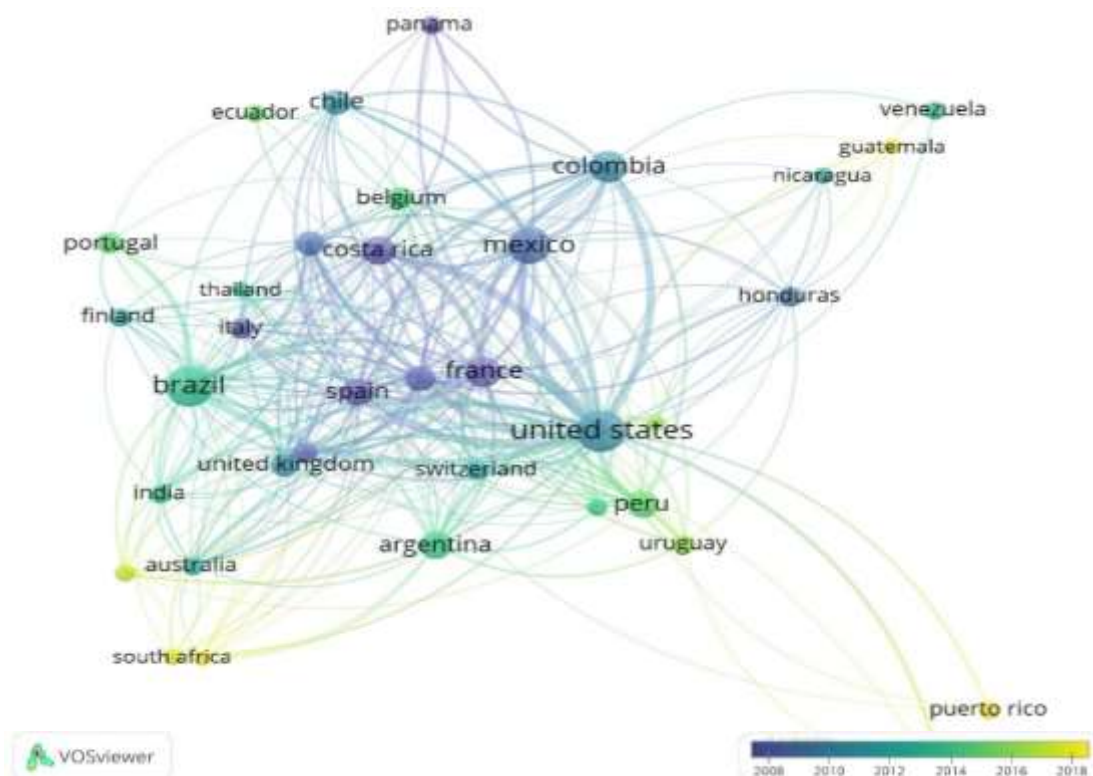 panama
chile
ecuador
venezuela
guatemala
colombia
nicaragua
belgium
portugal
mexico
costa rica
thailand
honduras
finland
italy
france
brazil
spain
united states
united kingdom
switzerland
india
peru
argentina
uruguay
australia
south africa
puerto rico
VOSviewer
2008 2010 2012 2014 2016 2018